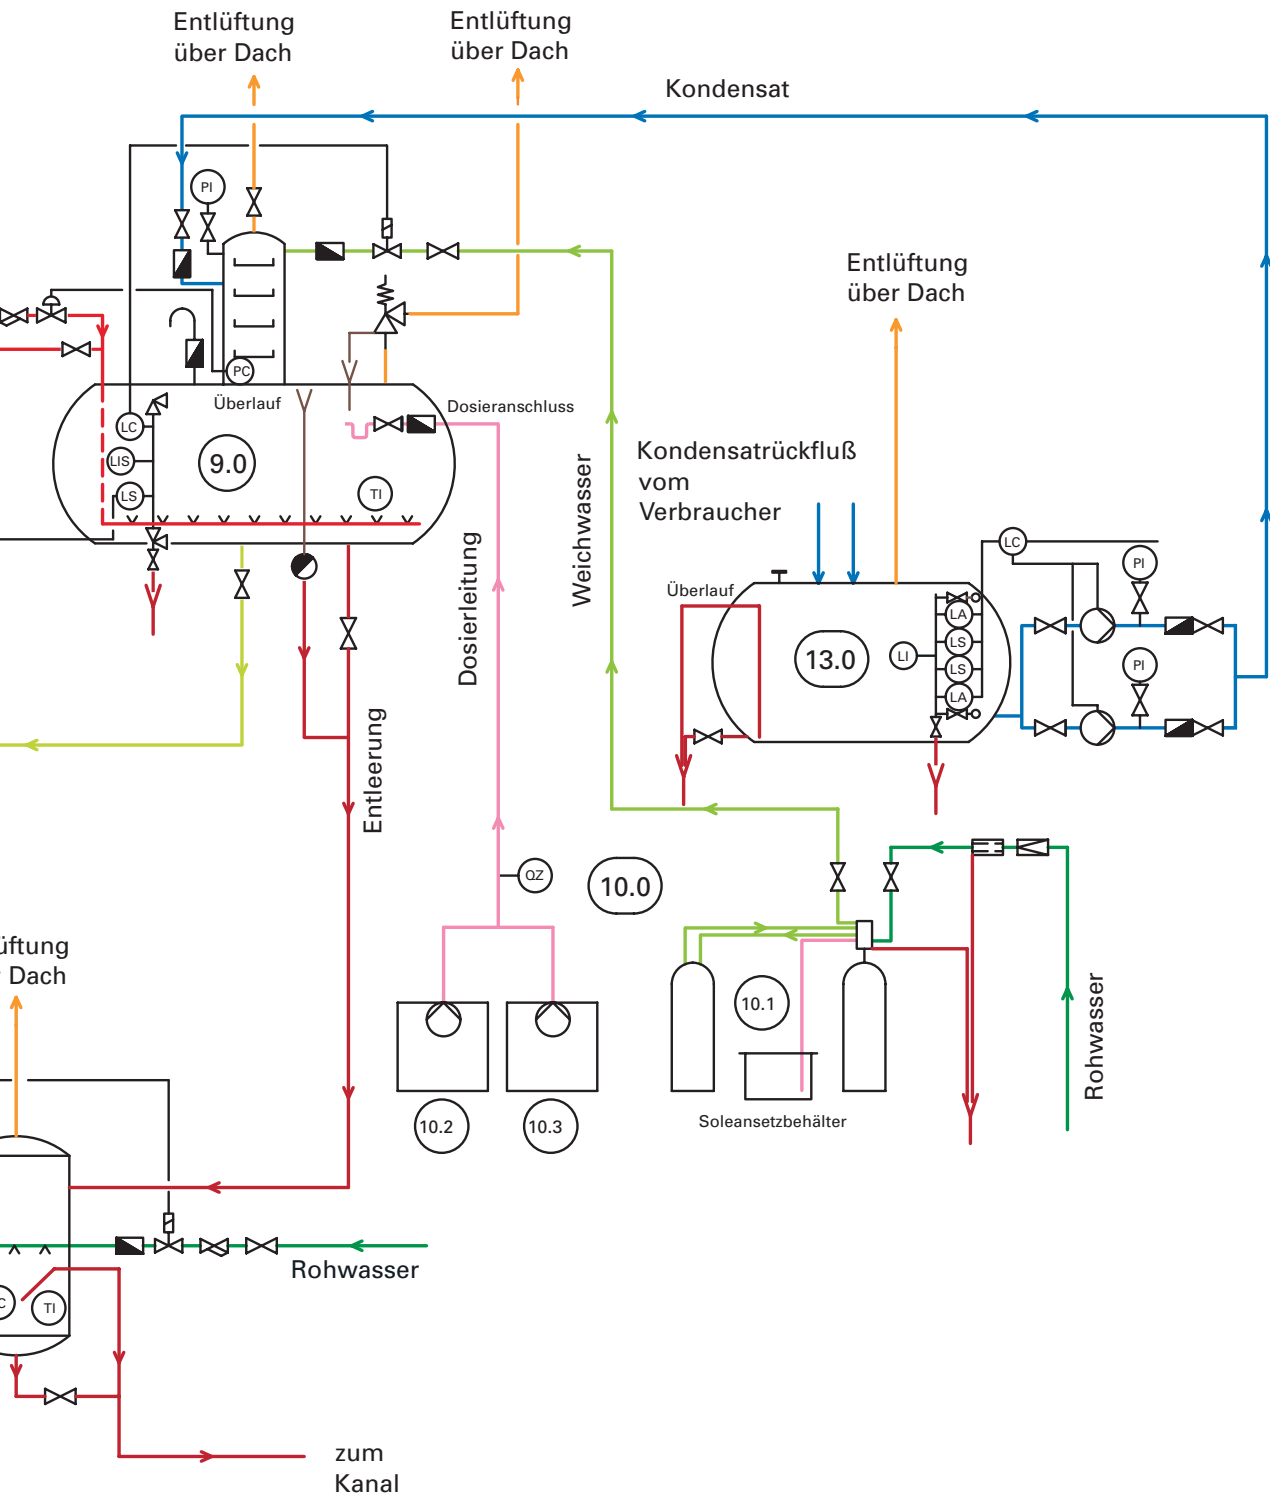 Entlüftung
über Dach
Entlüftung
über Dach
Kondensat
PI
Entlüftung
über Dach
PC
Überlauf
Dosieranschluss
LC
LIS
LS
9.0
TI
Kondensatrückfluß
vom
Verbraucher
Weichwasser
Dosierleitung
Entleerung
Überlauf
13.0
LI
LA
LS
LS
LA
LC
PI
PI
QZ
10.0
üftung
Dach
10.1
10.2
10.3
Soleansetzbehälter
Rohwasser
Rohwasser
C
TI
zum
Kanal